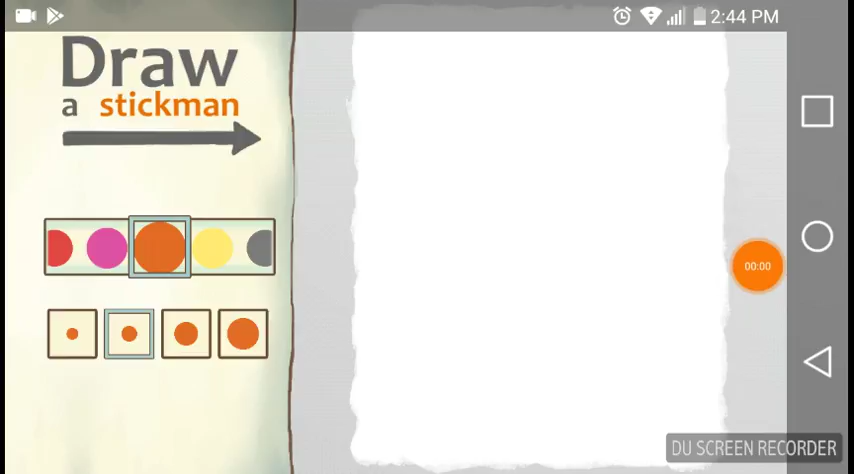 2:44 PM
Draw
a stickman
00:00
DU SCREEN RECORDER